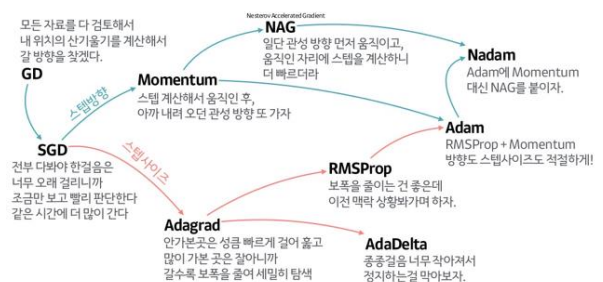 모든 자료를 다 검토해서
내 위치의 산기울기를 계산해서
갈 방향을 찾겠다.
GD
스텝방향
SGD
전부 다봐야 한걸음은
너무 오래 걸리니까
조금만 보고 빨리 판단한다
같은 시간에 더 많이 간다
스텝사이즈
Momentum
스텝 계산해서 움직인 후,
아까 내려 오던 관성 방향 또 가자
Nesterov Accelerated Gradient
NAG
일단 관성 방향 먼저 움직이고,
움직인 자리에 스텝을 계산하니
더 빠르더라
Nadam
Adam에 Momentum
대신 NAG를 붙이자.
Adam
RMSProp + Momentum
방향도 스텝사이즈도 적절하게!
RMSProp
보폭을 줄이는 건 좋은데
이전 맥락 상황봐가며 하자.
Adagrad
안가본곳은 성큼 빠르게 걸어 훓고
많이 가본 곳은 잘아니까
갈수록 보폭을 줄여 세밀히 탐색
AdaDelta
종종걸음 너무 작아져서
정지하는걸 막아보자.